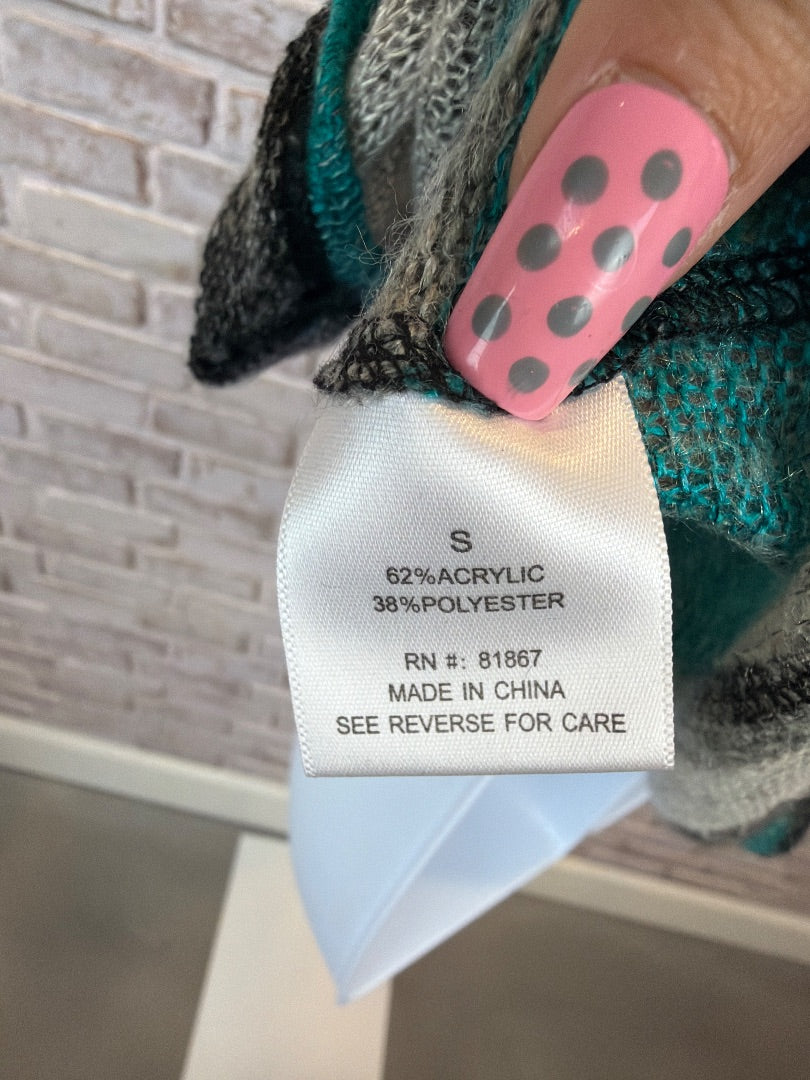 S
62%ACRYLIC
38%POLYESTER
RN #: 81867
MADE IN CHINA
SEE REVERSE FOR CARE